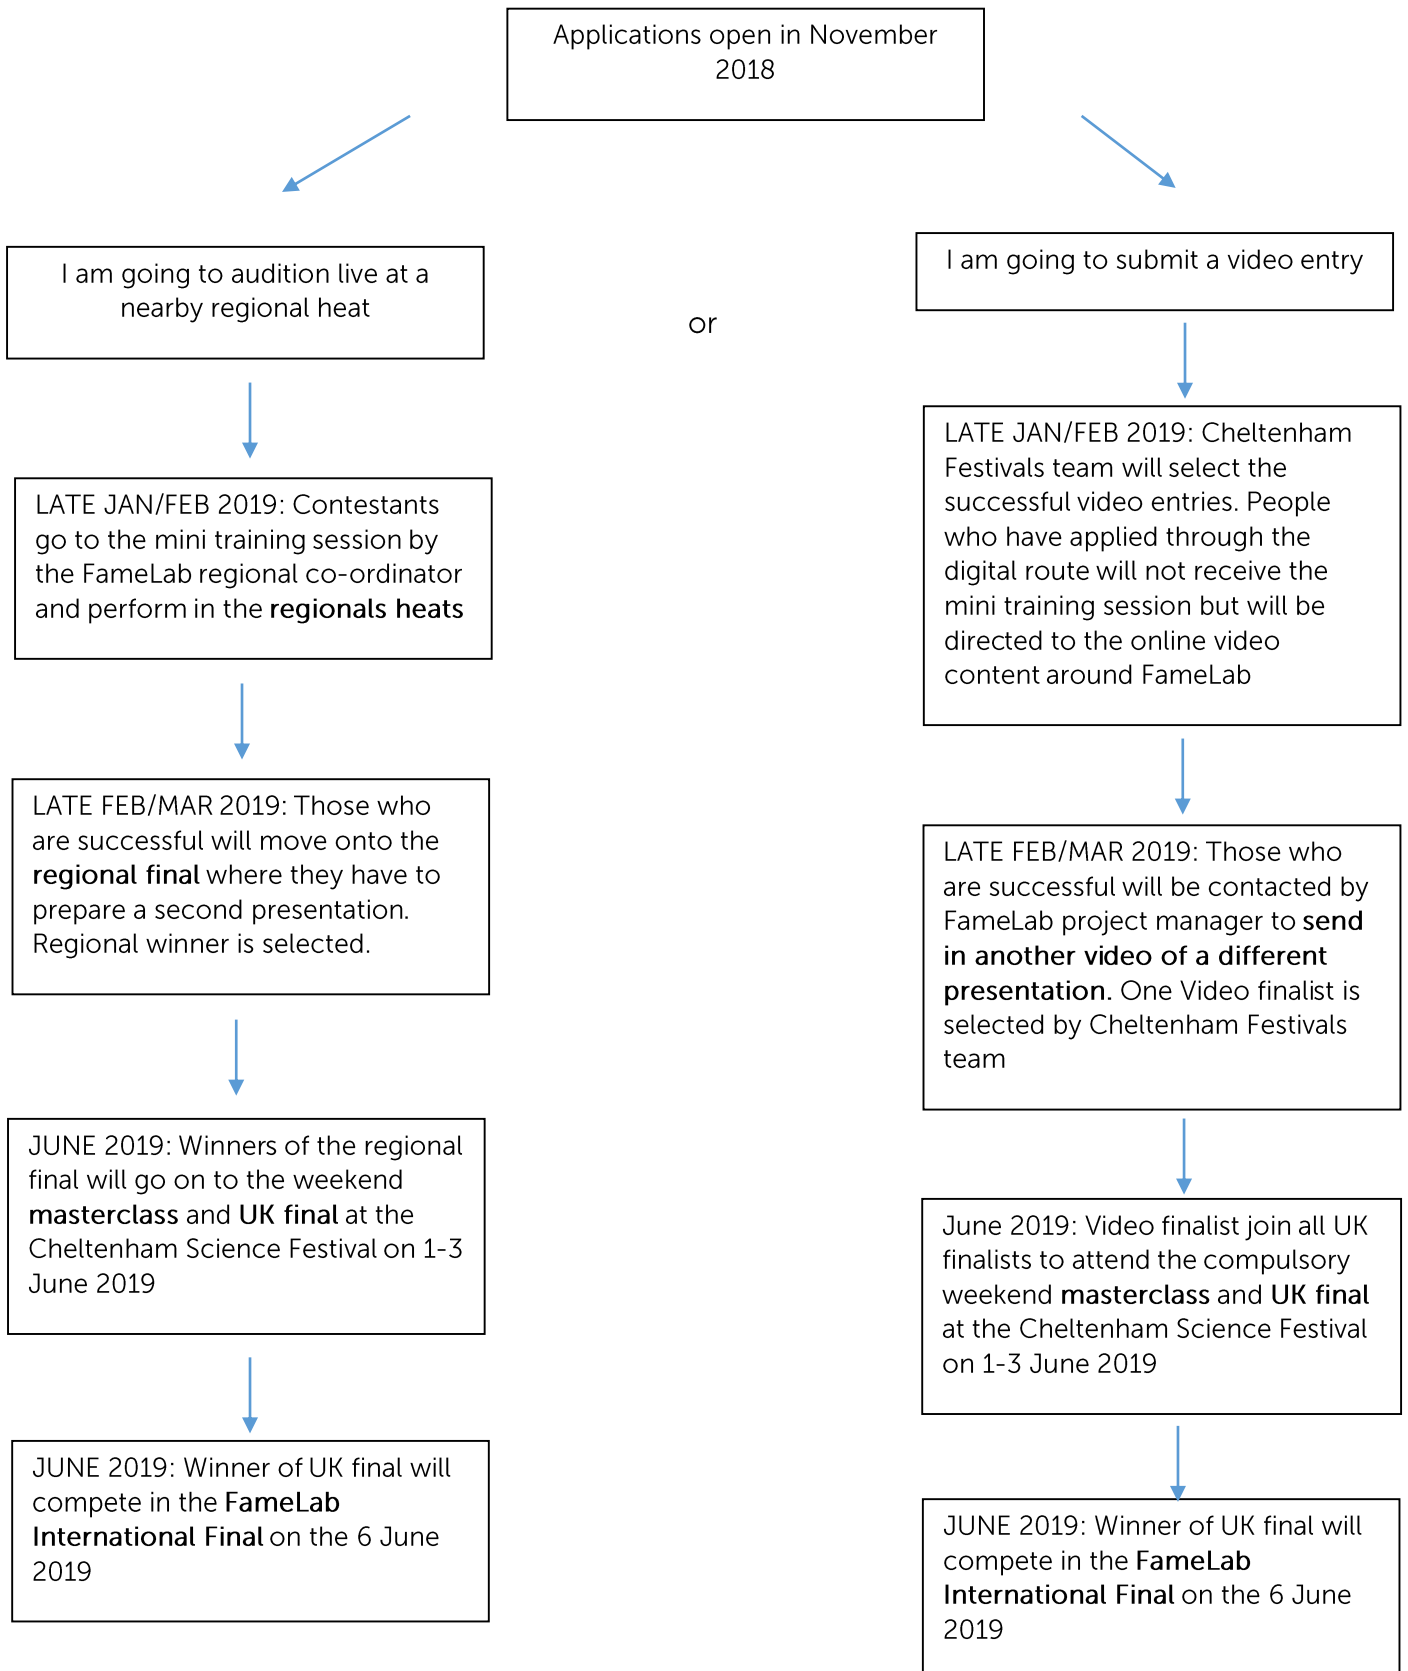 Applications open in November
2018
I am going to audition live at a
nearby regional heat
or
I am going to submit a video entry
LATE JAN/FEB 2019: Contestants
go to the mini training session by
the FameLab regional co-ordinator
and perform in the regionals heats
LATE FEB/MAR 2019: Those who
are successful will move onto the
regional final where they have to
prepare a second presentation.
Regional winner is selected.
JUNE 2019: Winners of the regional
final will go on to the weekend
masterclass and UK final at the
Cheltenham Science Festival on 1-3
June 2019
JUNE 2019: Winner of UK final will
compete in the FameLab
International Final on the 6 June
2019
LATE JAN/FEB 2019: Cheltenham
Festivals team will select the
successful video entries. People
who have applied through the
digital route will not receive the
mini training session but will be
directed to the online video
content around FameLab
LATE FEB/MAR 2019: Those who
are successful will be contacted by
FameLab project manager to send
in another video of a different
presentation. One Video finalist is
selected by Cheltenham Festivals
team
June 2019: Video finalist join all UK
finalists to attend the compulsory
weekend masterclass and UK final
at the Cheltenham Science Festival
on 1-3 June 2019
JUNE 2019: Winner of UK final will
compete in the FameLab
International Final on the 6 June
2019